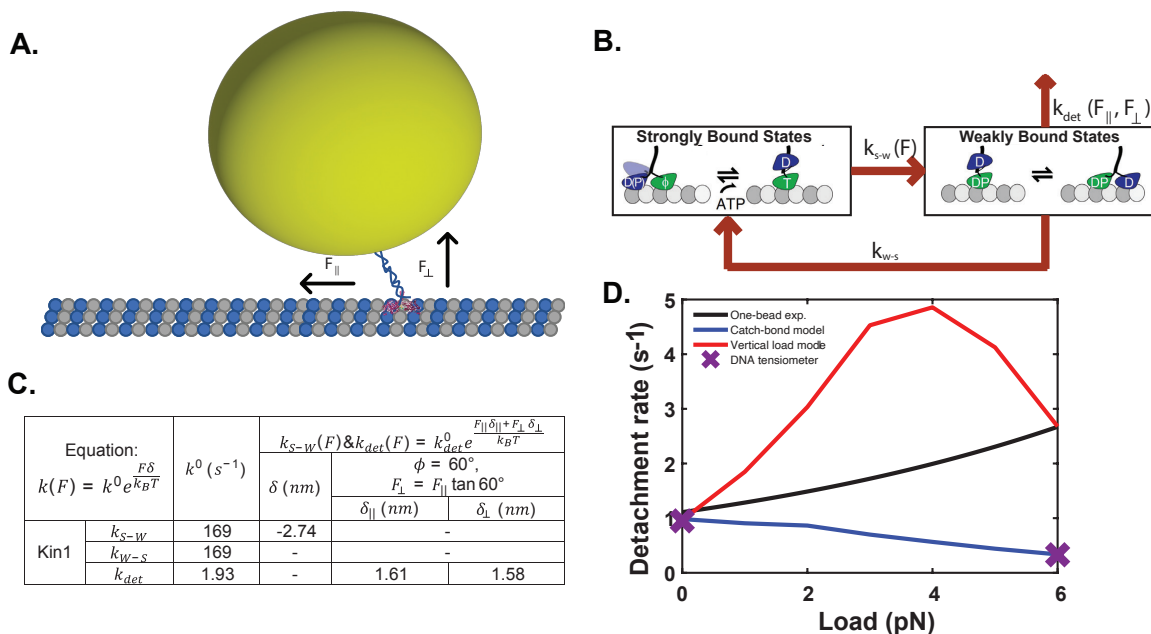 A.
F∥
F⊥
B.
Strongly Bound States
D(P)
ϕ
ATP
D
T
k_s-w (F)
k_det (F∥, F⊥)
Weakly Bound States
D
DP
DP
D
k_w-s
C.
Equation:
k(F) = k^0 e^(Fδ/k_BT)
k^0 (s^-1)
k_S-W(F)&k_det(F) = k^0_det e^((F∥δ∥+F⊥δ⊥)/k_BT)
δ (nm)
ϕ = 60°,
F⊥ = F∥ tan 60°
δ∥ (nm)
δ⊥ (nm)
Kin1
k_S-W 169 -2.74 -
k_W-S 169 - -
k_det 1.93 - 1.61 1.58
D.
Detachment rate (s-1)
5
4
3
2
1
0
One-bead exp.
Catch-bond model
Vertical load mode
DNA tensiometer
0 2 4 6
Load (pN)